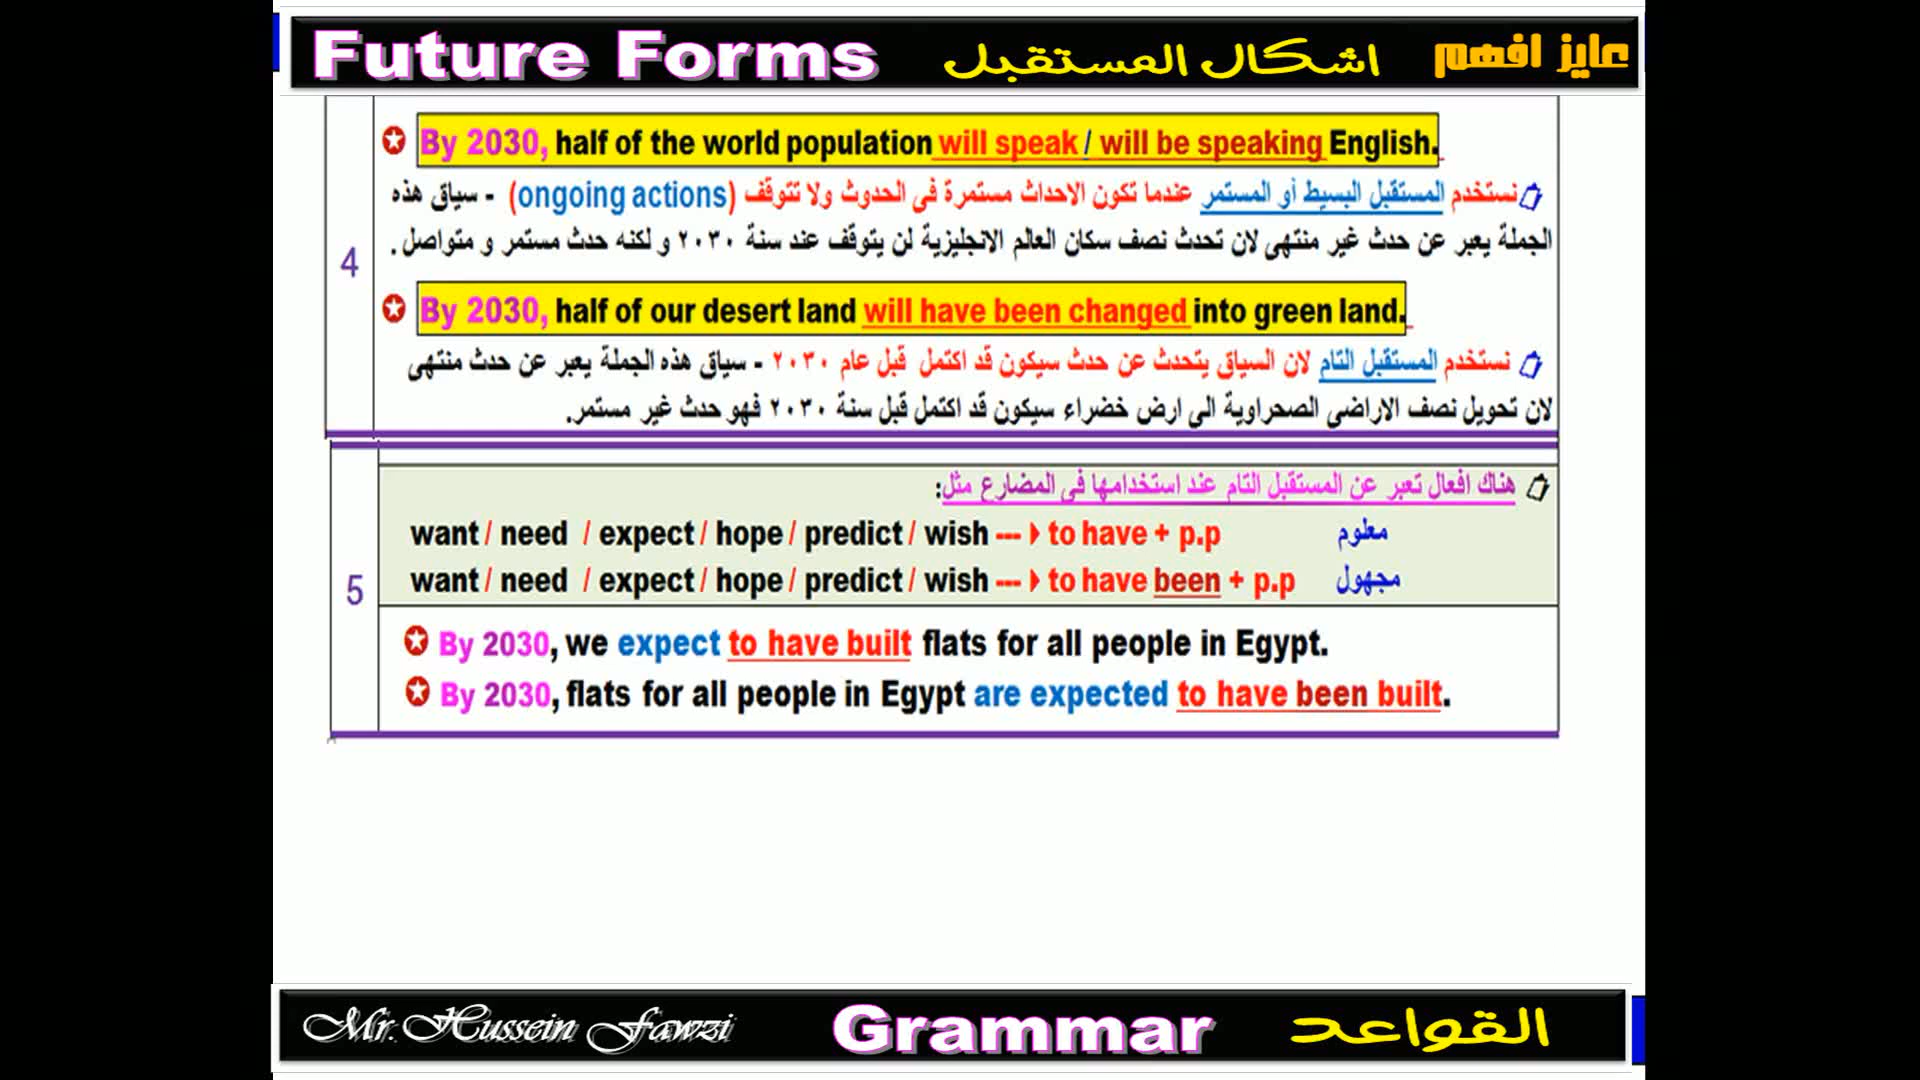 Future Forms اشكال المستقبل عايز افهم
4
By 2030, half of the world population will speak / will be speaking English.
نستخدم المستقبل البسيط أو المستمر عندما تكون الاحداث مستمرة فى الحدوث ولا تتوقف (ongoing actions) - سياق هذه
الجملة يعبر عن حدث غير منتهى لان تحدث نصف سكان العالم الانجليزية لن يتوقف عند سنة ٢٠٣٠ و لكنه حدث مستمر و متواصل .
By 2030, half of our desert land will have been changed into green land.
نستخدم المستقبل التام لان السياق يتحدث عن حدث سيكون قد اكتمل قبل عام ٢٠٣٠ - سياق هذه الجملة يعبر عن حدث منتهى
لان تحويل نصف الاراضى الصحراوية الى ارض خضراء سيكون قد اكتمل قبل سنة ٢٠٣٠ فهو حدث غير مستمر.
5
هناك افعال تعبر عن المستقبل التام عند استخدامها فى المضارع مثل:
want / need / expect / hope / predict / wish --- to have + p.p معلوم
want / need / expect / hope / predict / wish --- to have been + p.p مجهول
By 2030, we expect to have built flats for all people in Egypt.
By 2030, flats for all people in Egypt are expected to have been built.
Mr. Hussein Fawzi Grammar القواعد